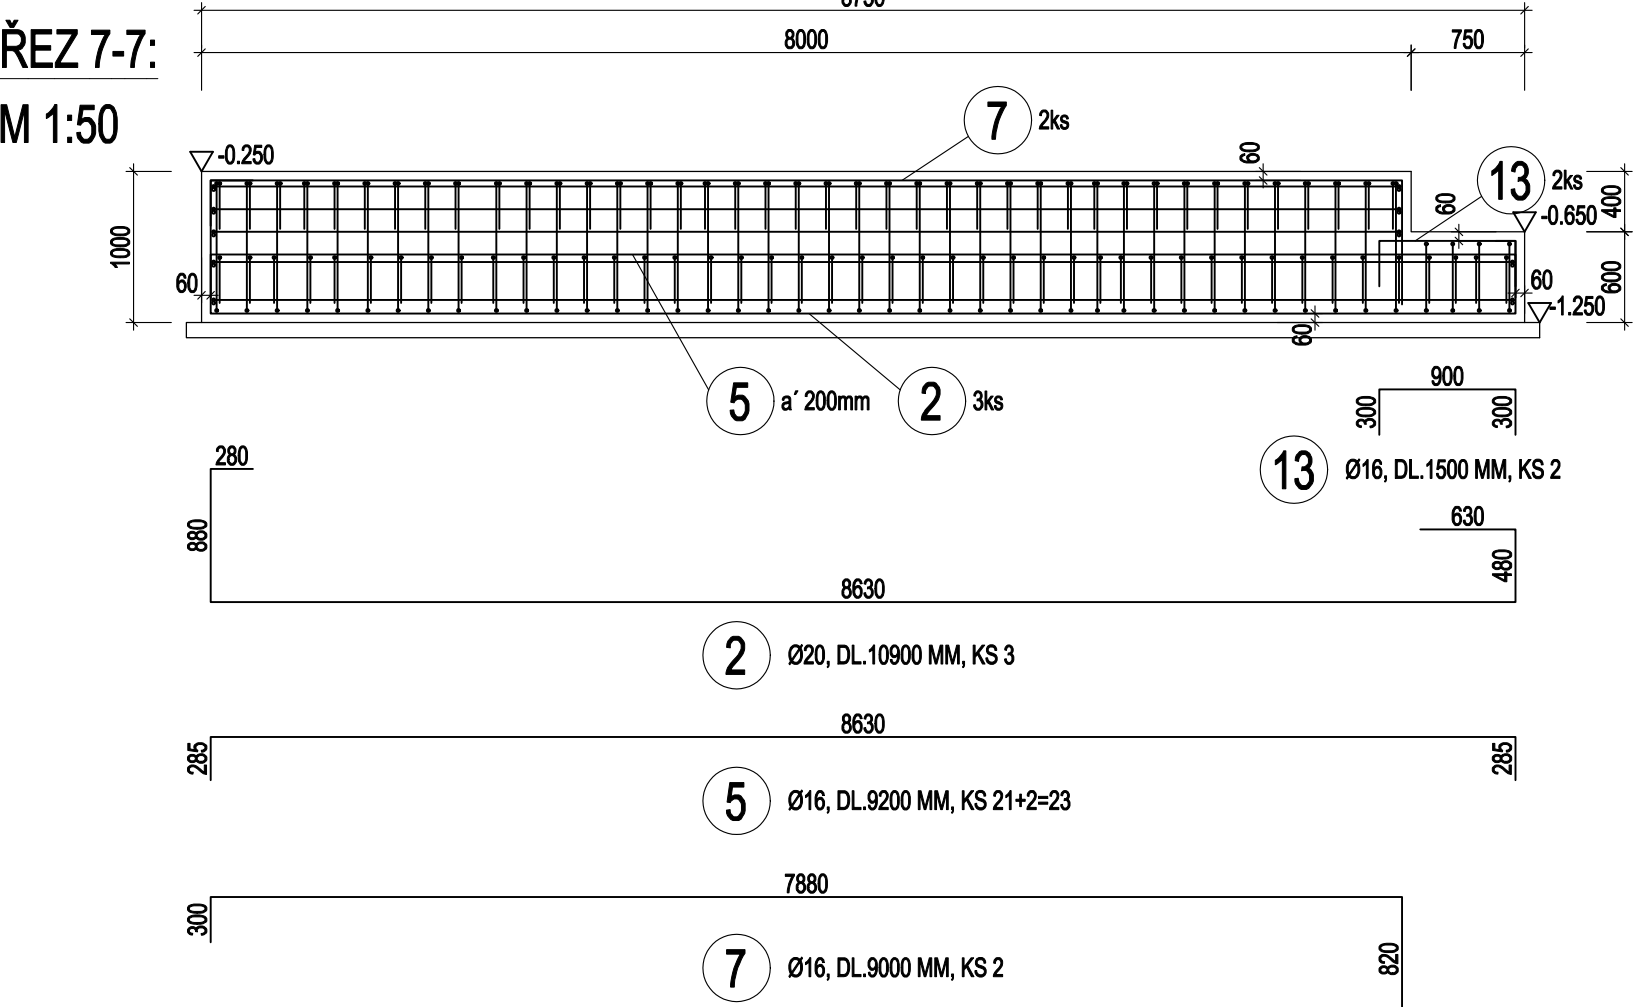 8750
ŘEZ 7-7:
8000
750
M 1:50
7 2ks
-0.250
60
13 2ks
60
400
-0.650
1000
60
60
600
-1.250
60
5 a´ 200mm
2 3ks
900
300
300
13 Ø16, DL.1500 MM, KS 2
280
880
630
480
8630
2 Ø20, DL.10900 MM, KS 3
8630
285
285
5 Ø16, DL.9200 MM, KS 21+2=23
7880
300
820
7 Ø16, DL.9000 MM, KS 2